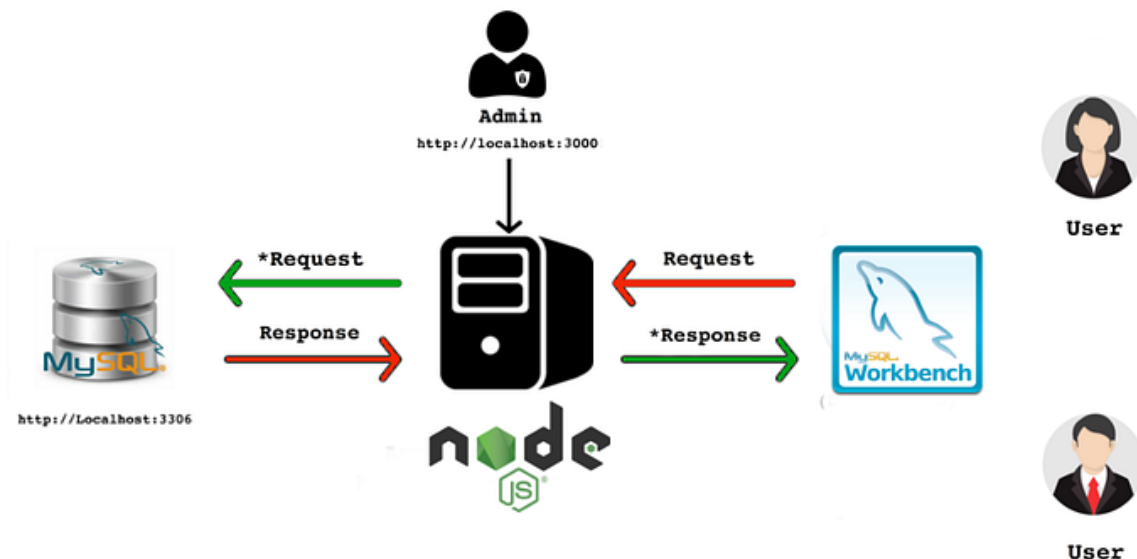 Admin
http://localhost:3000
User
*Request
Request
Response
*Response
MySQL®
MySQL
Workbench
http://Localhost:3306
node
JS®
User